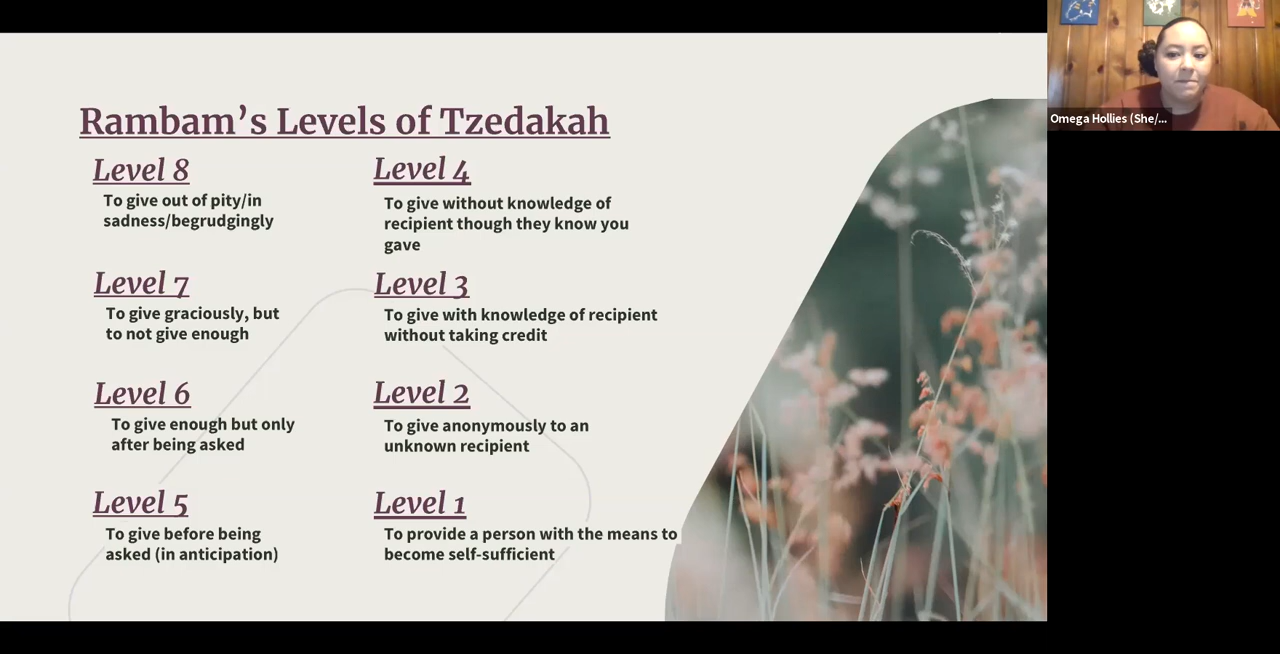 Rambam’s Levels of Tzedakah
Level 8
To give out of pity/in
sadness/begrudgingly
Level 7
To give graciously, but
to not give enough
Level 6
To give enough but only
after being asked
Level 5
To give before being
asked (in anticipation)
Level 4
To give without knowledge of
recipient though they know you
gave
Level 3
To give with knowledge of recipient
without taking credit
Level 2
To give anonymously to an
unknown recipient
Level 1
To provide a person with the means to
become self-sufficient
Omega Hollies (She/...